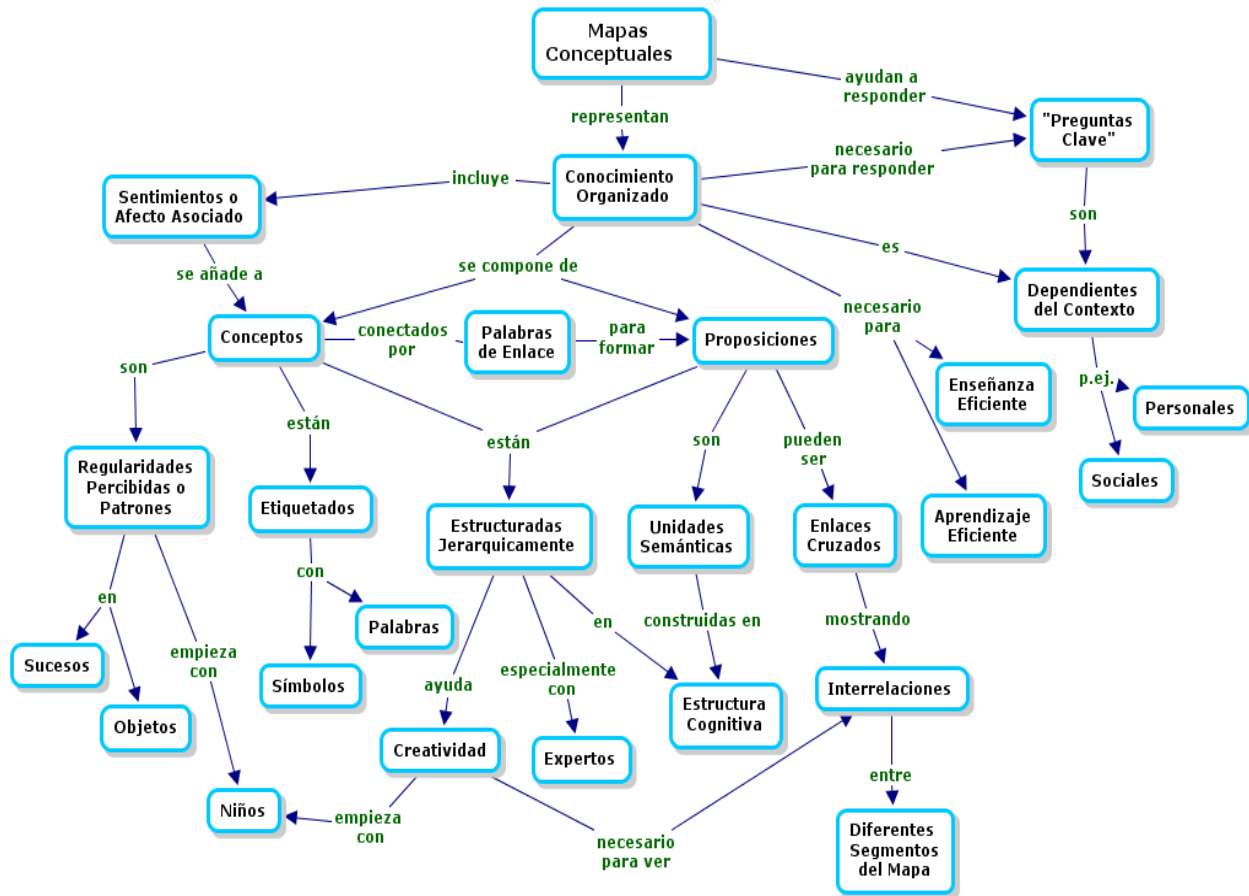 Mapas
Conceptuales
ayudan a
responder
representan
"Preguntas
Clave"
necesario
para responder
Conocimiento
Organizado
incluye
Sentimientos o
Afecto Asociado
son
es
se añade a
se compone de
Dependientes
del Contexto
necesario
para
Conceptos
conectados
por
Palabras
de Enlace
para
formar
Proposiciones
son
p.ej.
Enseñanza
Eficiente
Personales
están
están
son
pueden
ser
Regularidades
Percibidas o
Patrones
Sociales
Etiquetados
Estructuradas
Jerarquicamente
Unidades
Semánticas
Enlaces
Cruzados
Aprendizaje
Eficiente
con
en
Palabras
en
construidas en
mostrando
empieza
con
Sucesos
Símbolos
ayuda
especialmente
con
Interrelaciones
Estructura
Cognitiva
Objetos
Creatividad
Expertos
entre
Niños
empieza
con
necesario
para ver
Diferentes
Segmentos
del Mapa